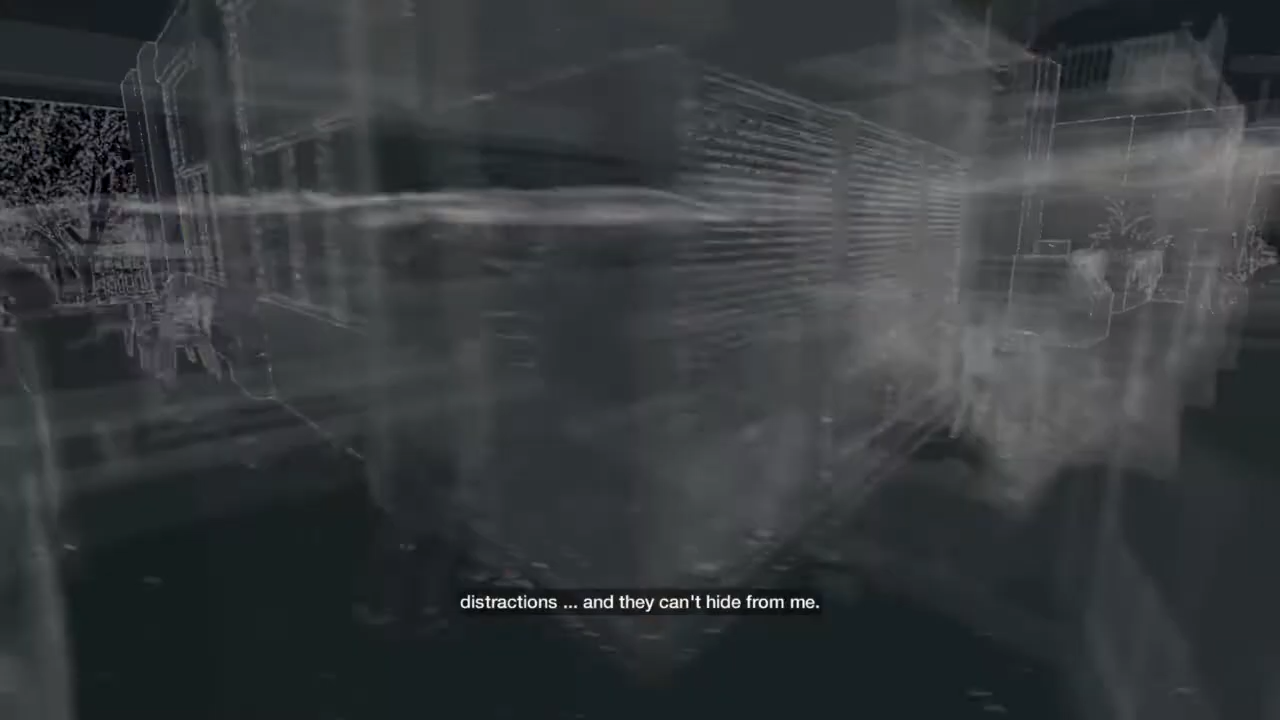 distractions ... and they can't hide from me.